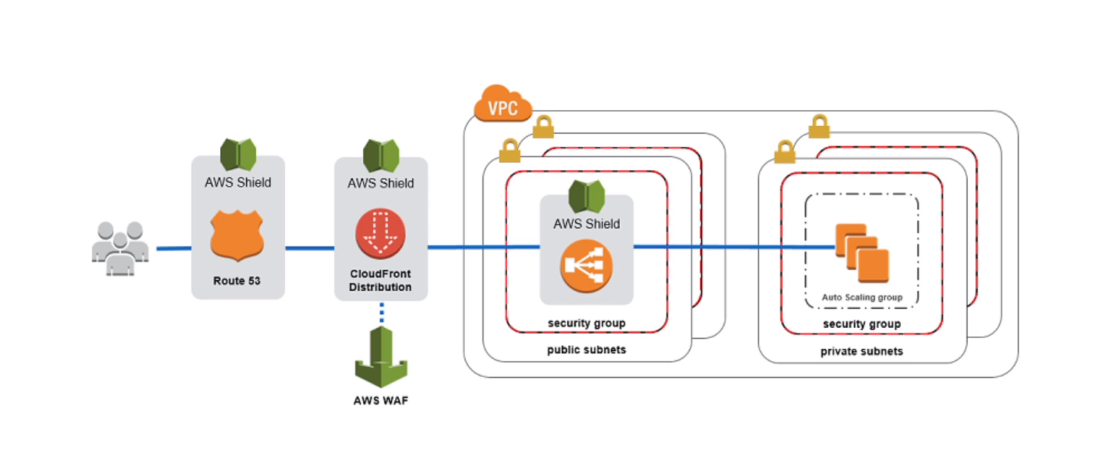 VPC
AWS Shield
Route 53
AWS Shield
CloudFront
Distribution
AWS WAF
AWS Shield
security group
public subnets
Auto Scaling group
security group
private subnets